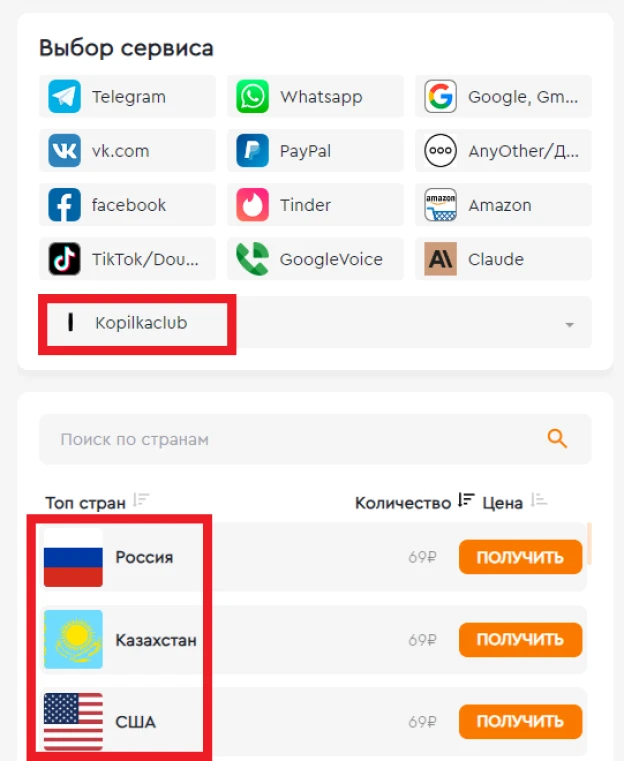 Выбор сервиса
Telegram Whatsapp Google, Gm...
vk.com PayPal AnyOther/Д...
facebook Tinder amazon Amazon
TikTok/Dou... GoogleVoice Claude
Kopilkaclub
Поиск по странам
Топ стран Количество Цена
Россия 69₽ ПОЛУЧИТЬ
Казахстан 69₽ ПОЛУЧИТЬ
США 69₽ ПОЛУЧИТЬ